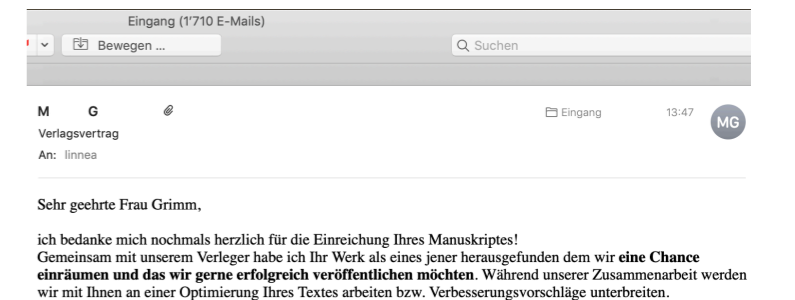 Eingang (1'710 E-Mails)
Bewegen ...
Suchen
M G
Eingang
13:47
MG
Verlagsvertrag
An: linnea
Sehr geehrte Frau Grimm,
ich bedanke mich nochmals herzlich für die Einreichung Ihres Manuskriptes!
Gemeinsam mit unserem Verleger habe ich Ihr Werk als eines jener herausgefunden dem wir eine Chance
einräumen und das wir gerne erfolgreich veröffentlichen möchten. Während unserer Zusammenarbeit werden
wir mit Ihnen an einer Optimierung Ihres Textes arbeiten bzw. Verbesserungsvorschläge unterbreiten.